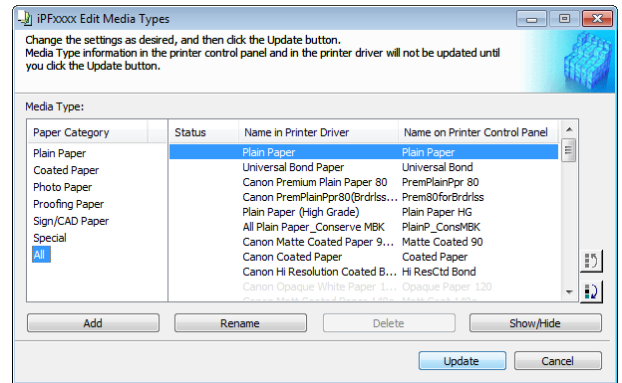 iPFxxxx Edit Media Types
Change the settings as desired, and then click the Update button.
Media Type information in the printer control panel and in the printer driver will not be updated until
you click the Update button.
Media Type:
Paper Category Status Name in Printer Driver Name on Printer Control Panel
Plain Paper
Coated Paper
Photo Paper
Proofing Paper
Sign/CAD Paper
Special
All
Plain Paper Plain Paper
Universal Bond Paper Universal Bond
Canon Premium Plain Paper 80 PremPlainPpr 80
Canon PremPlainPpr80(Brdrlss... Prem80forBrdrlss
Plain Paper (High Grade) Plain Paper HG
All Plain Paper_Conserve MBK PlainP_ConsMBK
Canon Matte Coated Paper 9... Matte Coated 90
Canon Coated Paper Coated Paper
Canon Hi Resolution Coated B... Hi ResCtd Bond
Canon Opaque White Paper 1... Opaque Paper 120
Add Rename Delete Show/Hide
Update Cancel